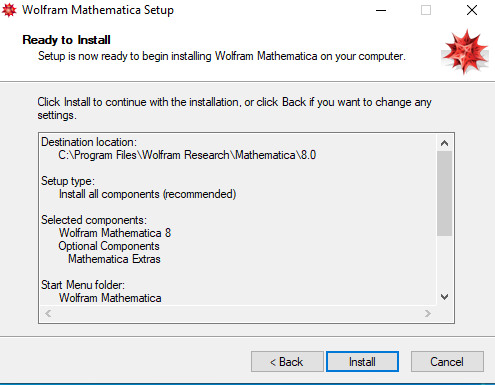 Wolfram Mathematica Setup
Ready to Install
Setup is now ready to begin installing Wolfram Mathematica on your computer.
Click Install to continue with the installation, or click Back if you want to change any
settings.
Destination location:
C:\Program Files\Wolfram Research\Mathematica\8.0
Setup type:
Install all components (recommended)
Selected components:
Wolfram Mathematica 8
Optional Components
Mathematica Extras
Start Menu folder:
Wolfram Mathematica
< Back
Install
Cancel